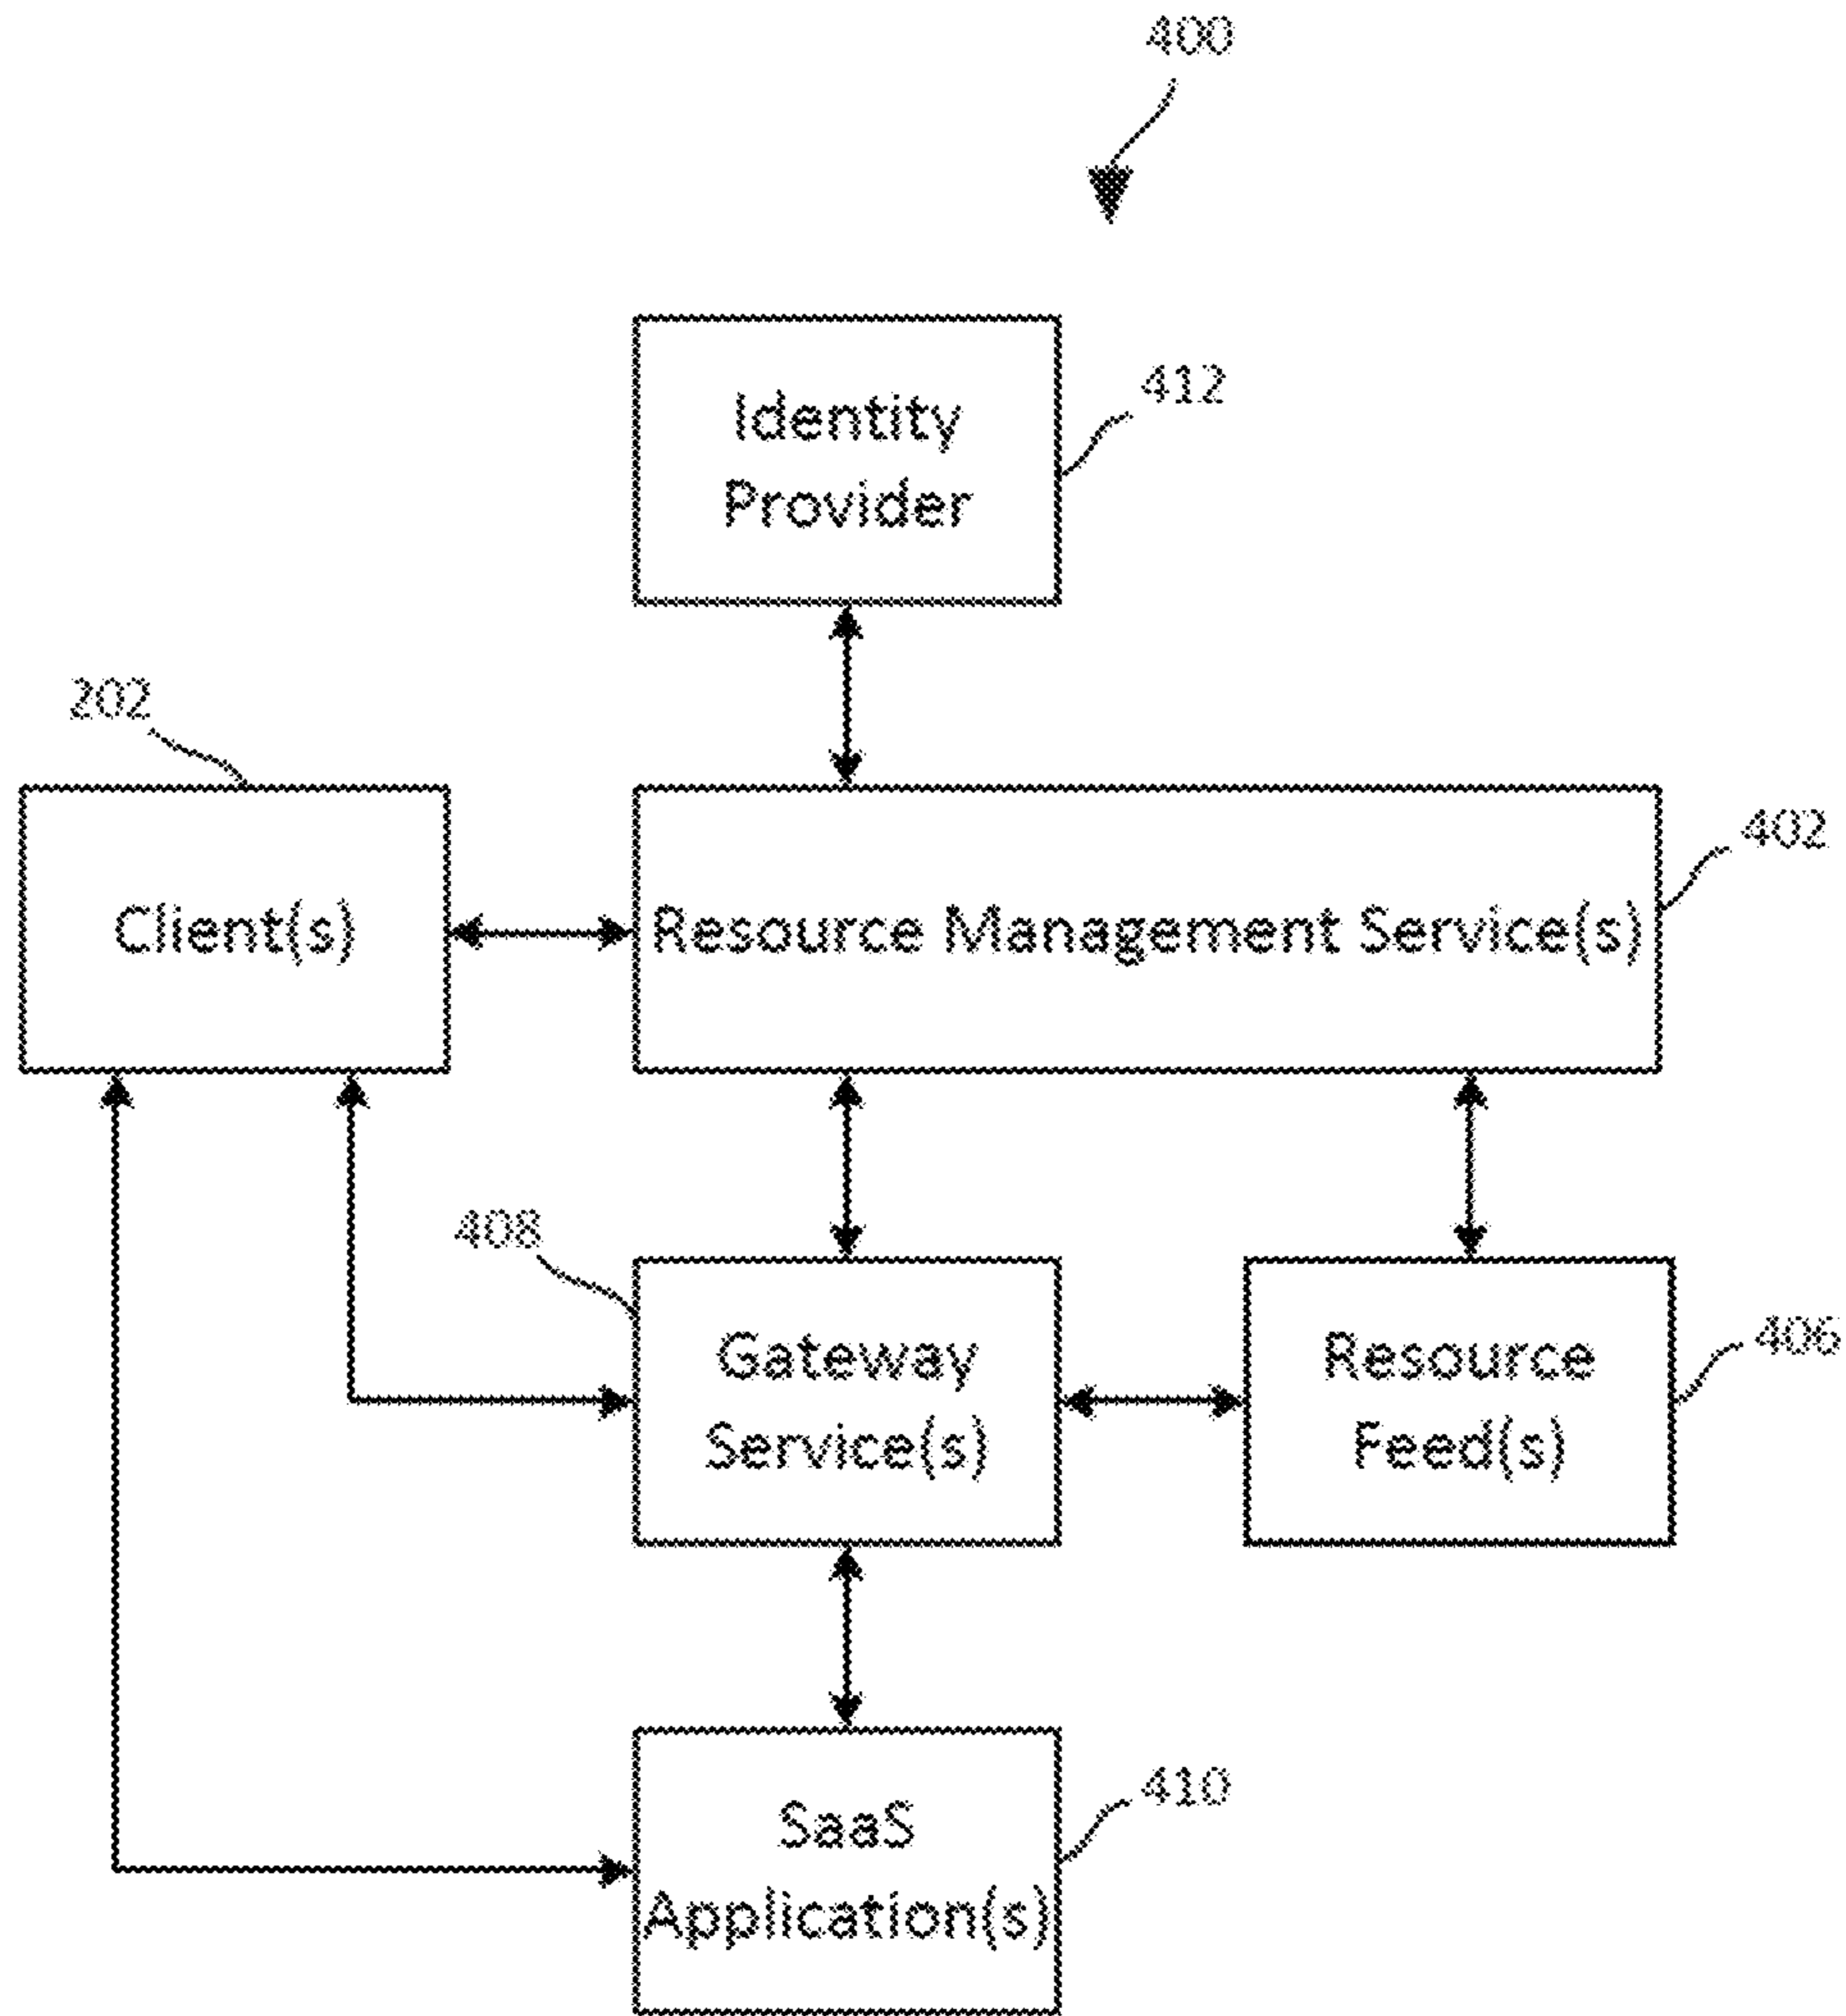 400
Identity
Provider
412
202
Client(s)
Resource Management Service(s)
402
408
Gateway
Service(s)
Resource
Feed(s)
406
SaaS
Application(s)
410